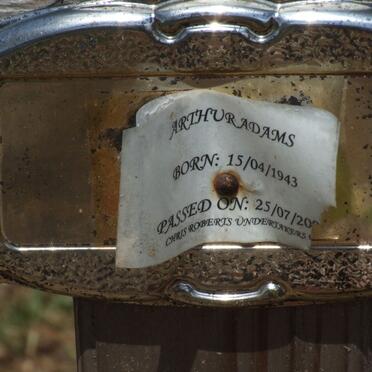 ARTHUR ADAMS
BORN: 15/04/1943
PASSED ON: 25/07/20
CHRIS ROBERTS UNDERTAKERS